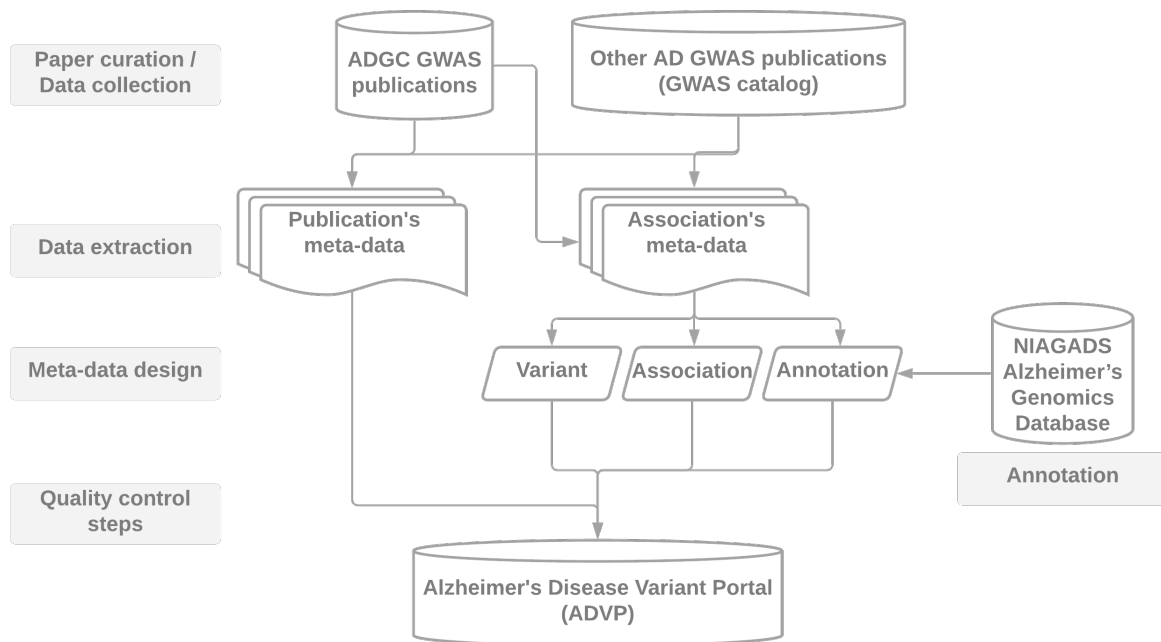 Paper curation /
Data collection
ADGC GWAS
publications
Other AD GWAS publications
(GWAS catalog)
Data extraction
Publication's
meta-data
Association's
meta-data
Meta-data design
Variant
Association
Annotation
NIAGADS
Alzheimer’s
Genomics
Database
Annotation
Quality control
steps
Alzheimer's Disease Variant Portal
(ADVP)